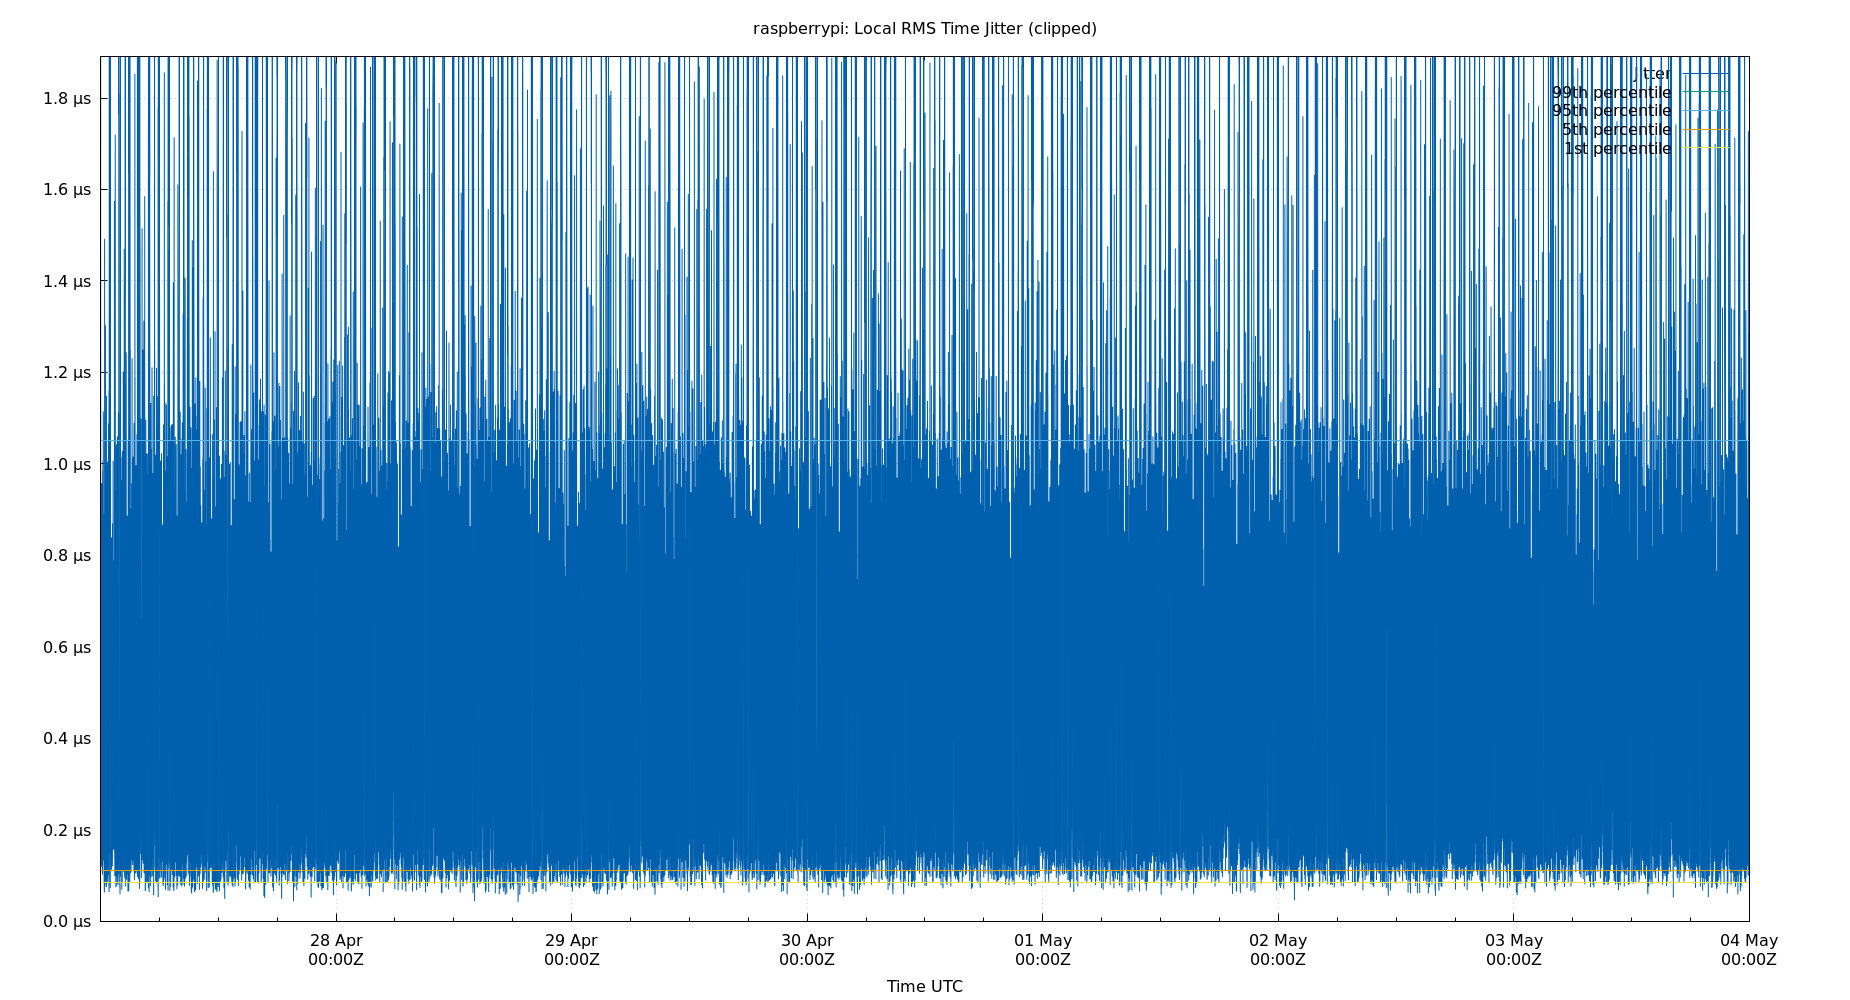 raspberrypi: Local RMS Time Jitter (clipped)
jitter
99th percentile
95th percentile
5th percentile
1st percentile
1.8 μs
1.6 μs
1.4 μs
1.2 μs
1.0 μs
0.8 μs
0.6 μs
0.4 μs
0.2 μs
0.0 μs
28 Apr 29 Apr 30 Apr 01 May 02 May 03 May 04 May
00:00Z 00:00Z 00:00Z 00:00Z 00:00Z 00:00Z 00:00Z
Time UTC